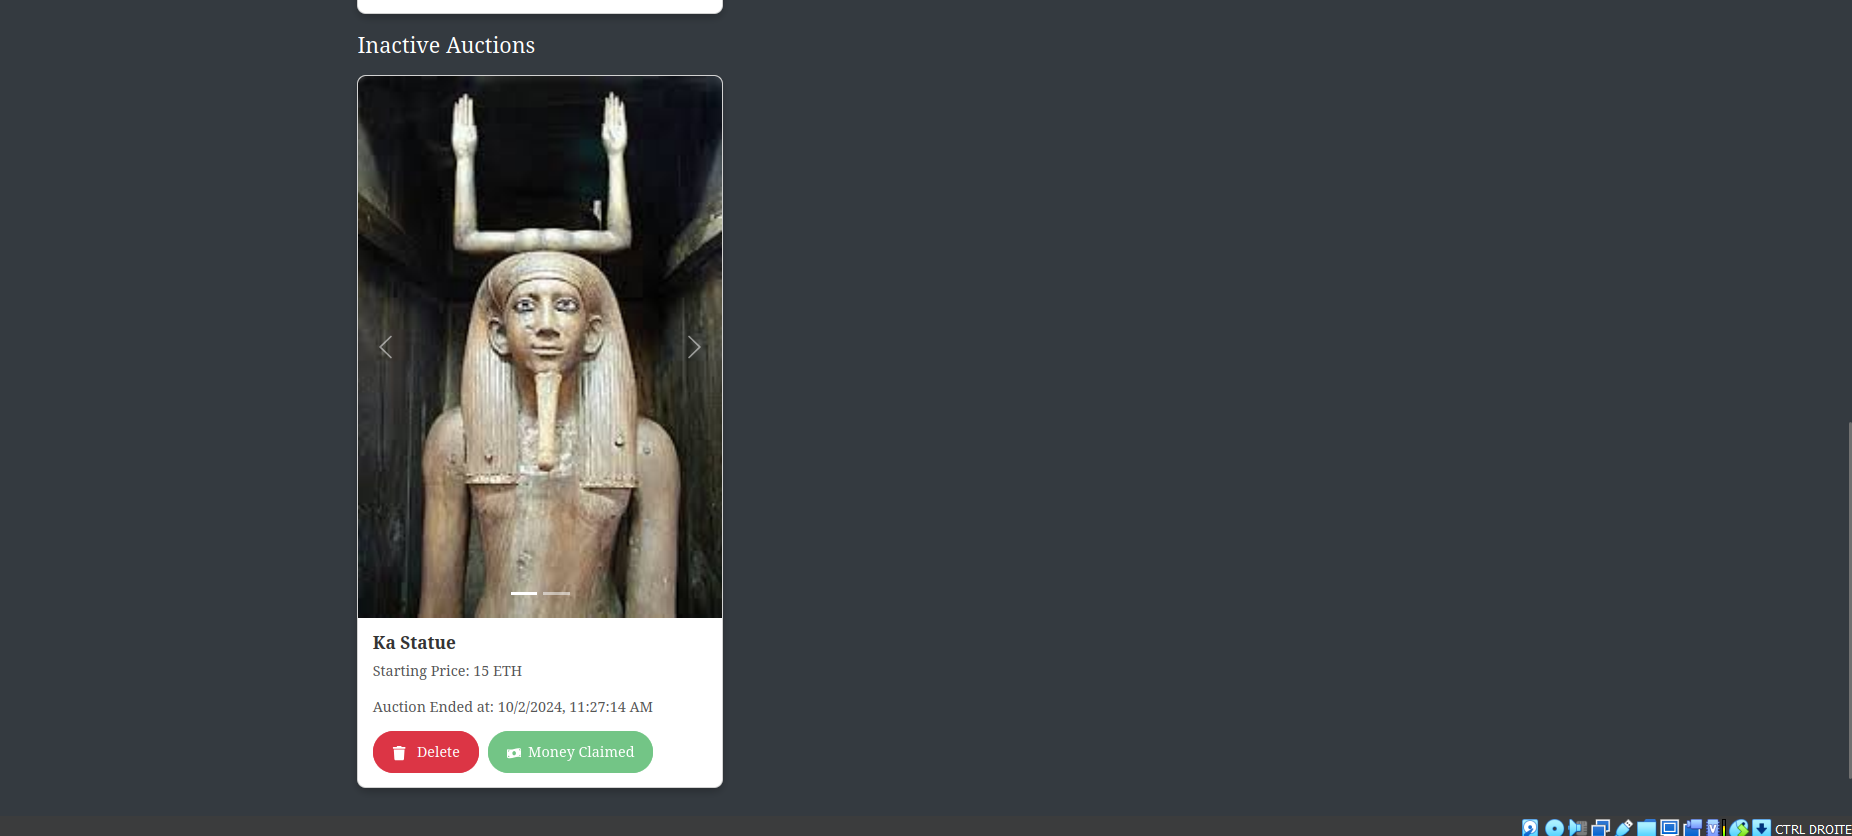 Inactive Auctions
Ka Statue
Starting Price: 15 ETH
Auction Ended at: 10/2/2024, 11:27:14 AM
Delete
Money Claimed
CTRL DROITE